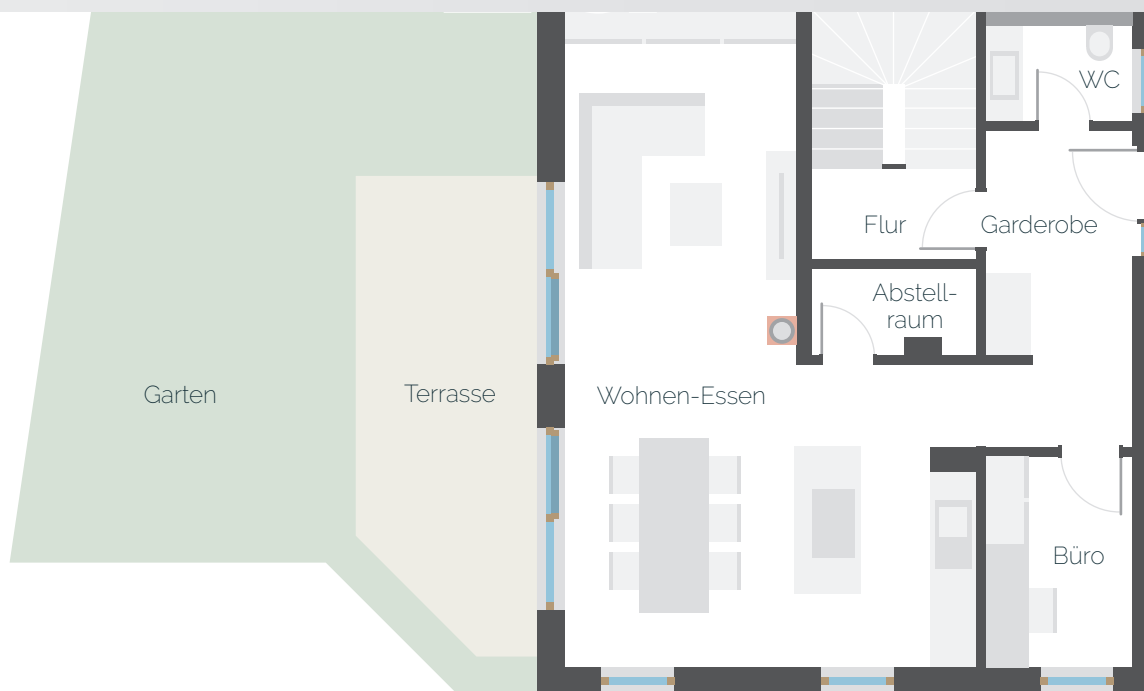 WC
Flur
Garderobe
Abstell-
raum
Garten
Terrasse
Wohnen-Essen
Büro